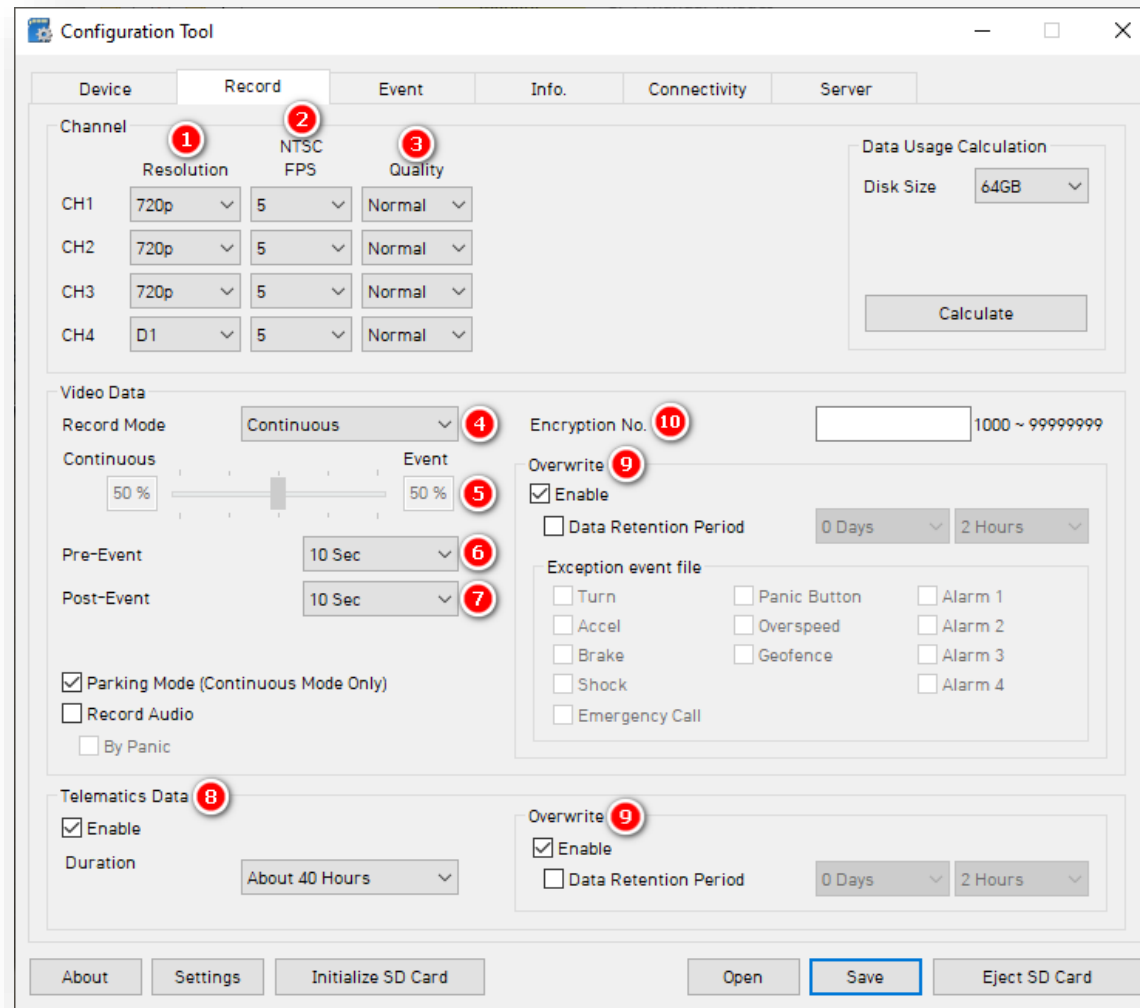 Configuration Tool
Device Record Event Info. Connectivity Server
Channel
1 2 3
Resolution NTSC FPS Quality
CH1 720p 5 Normal
CH2 720p 5 Normal
CH3 720p 5 Normal
CH4 D1 5 Normal
Data Usage Calculation
Disk Size 64GB
Calculate
Video Data
Record Mode Continuous 4
Continuous Event
50 % 50 % 5
Pre-Event 10 Sec 6
Post-Event 10 Sec 7
Parking Mode (Continuous Mode Only)
Record Audio
By Panic
Encryption No. 10 1000 ~ 99999999
Overwrite 9
Enable
Data Retention Period 0 Days 2 Hours
Exception event file
Turn Panic Button Alarm 1
Accel Overspeed Alarm 2
Brake Geofence Alarm 3
Shock Alarm 4
Emergency Call
Telematics Data 8
Enable
Duration About 40 Hours
Overwrite 9
Enable
Data Retention Period 0 Days 2 Hours
About Settings Initialize SD Card Open Save Eject SD Card